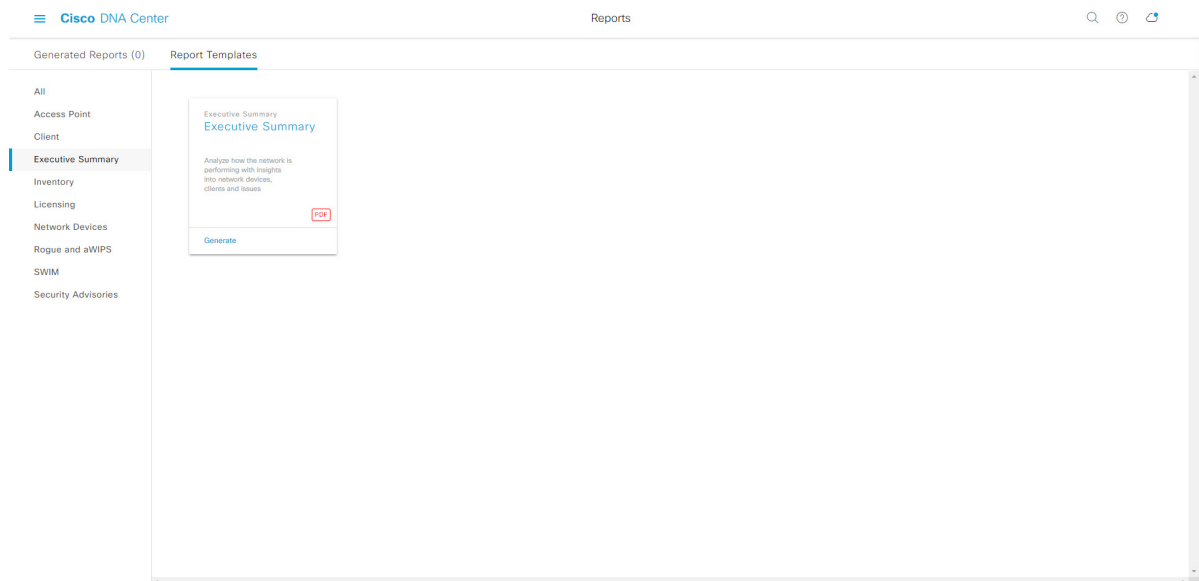 Cisco DNA Center
Reports
Generated Reports (0)
Report Templates
All
Access Point
Client
Executive Summary
Inventory
Licensing
Network Devices
Rogue and aWIPS
SWIM
Security Advisories
Executive Summary
Executive Summary
Analyze how the network is
performing with insights
into network devices,
clients and issues
PDF
Generate